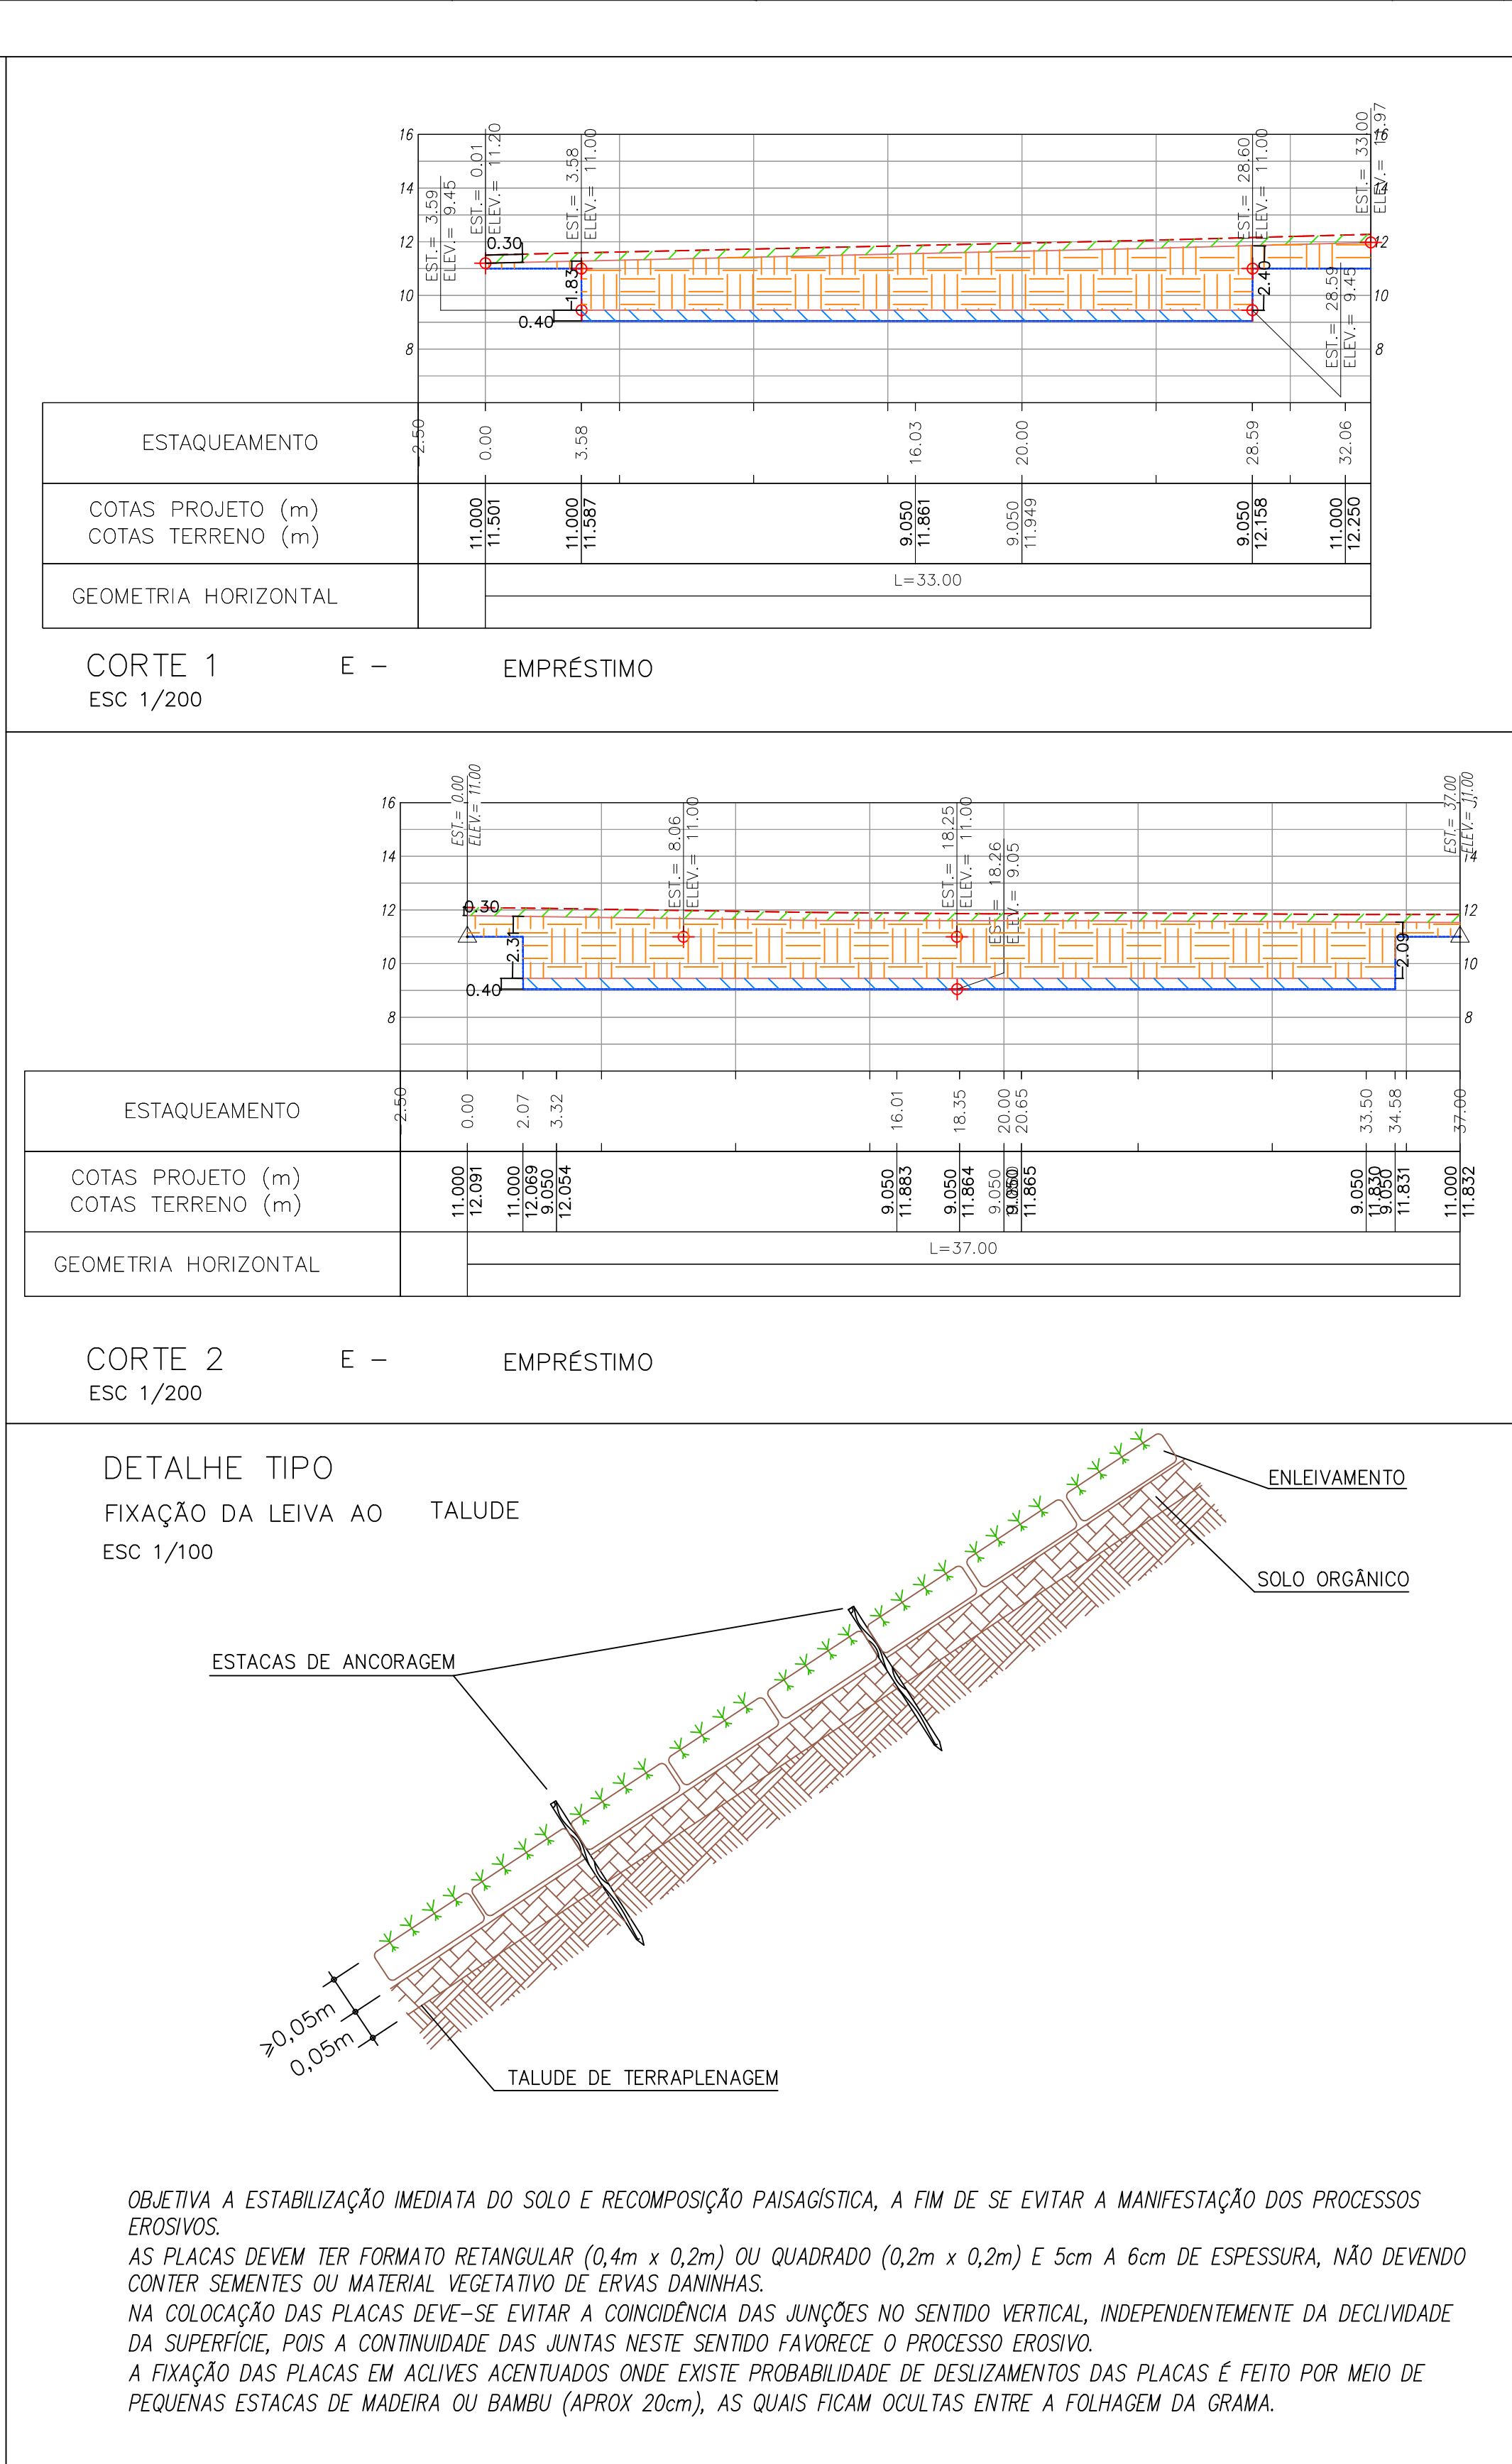 16
14
12
10
8
EST.= 3.59
ELEV.= 9.45
EST.= 0.01
ELEV.= 11.20
EST.= 3.58
ELEV.= 11.00
EST.= 28.60
ELEV.= 11.00
EST.= 33.00
ELEV.= 11.97
EST.= 28.59
ELEV.= 9.45
0.30
1.83
0.40
2.40
16
14
12
10
8
ESTAQUEAMENTO
-2.50
0.00
3.58
16.03
20.00
28.59
32.06
COTAS PROJETO (m)
COTAS TERRENO (m)
11.000
11.501
11.000
11.587
9.050
11.861
9.050
11.949
9.050
12.158
11.000
12.250
GEOMETRIA HORIZONTAL
L=33.00
CORTE 1
E - EMPRÉSTIMO
ESC 1/200
16
14
12
10
8
EST.= 0.00
ELEV.= 11.00
EST.= 8.06
ELEV.= 11.00
EST.= 18.25
ELEV.= 11.00
EST.= 18.26
ELEV.= 9.05
EST.= 37.00
ELEV.= 11.00
0.30
2.31
0.40
2.09
14
12
10
8
ESTAQUEAMENTO
-2.50
0.00
2.07
3.32
16.01
18.35
20.00
20.65
33.50
34.58
37.00
COTAS PROJETO (m)
COTAS TERRENO (m)
11.000
12.091
11.000
12.069
9.050
12.054
9.050
11.883
9.050
11.864
9.050
9.050
11.865
9.050
11.830
9.050
11.831
11.000
11.832
GEOMETRIA HORIZONTAL
L=37.00
CORTE 2
E - EMPRÉSTIMO
ESC 1/200
DETALHE TIPO
FIXAÇÃO DA LEIVA AO TALUDE
ESC 1/100
ENLEIVAMENTO
SOLO ORGÂNICO
ESTACAS DE ANCORAGEM
≥0,05m
0,05m
TALUDE DE TERRAPLENAGEM
OBJETIVA A ESTABILIZAÇÃO IMEDIATA DO SOLO E RECOMPOSIÇÃO PAISAGÍSTICA, A FIM DE SE EVITAR A MANIFESTAÇÃO DOS PROCESSOS
EROSIVOS.
AS PLACAS DEVEM TER FORMATO RETANGULAR (0,4m x 0,2m) OU QUADRADO (0,2m x 0,2m) E 5cm A 6cm DE ESPESSURA, NÃO DEVENDO
CONTER SEMENTES OU MATERIAL VEGETATIVO DE ERVAS DANINHAS.
NA COLOCAÇÃO DAS PLACAS DEVE-SE EVITAR A COINCIDÊNCIA DAS JUNÇÕES NO SENTIDO VERTICAL, INDEPENDENTEMENTE DA DECLIVIDADE
DA SUPERFÍCIE, POIS A CONTINUIDADE DAS JUNTAS NESTE SENTIDO FAVORECE O PROCESSO EROSIVO.
A FIXAÇÃO DAS PLACAS EM ACLIVES ACENTUADOS ONDE EXISTE PROBABILIDADE DE DESLIZAMENTOS DAS PLACAS É FEITO POR MEIO DE
PEQUENAS ESTACAS DE MADEIRA OU BAMBU (APROX 20cm), AS QUAIS FICAM OCULTAS ENTRE A FOLHAGEM DA GRAMA.